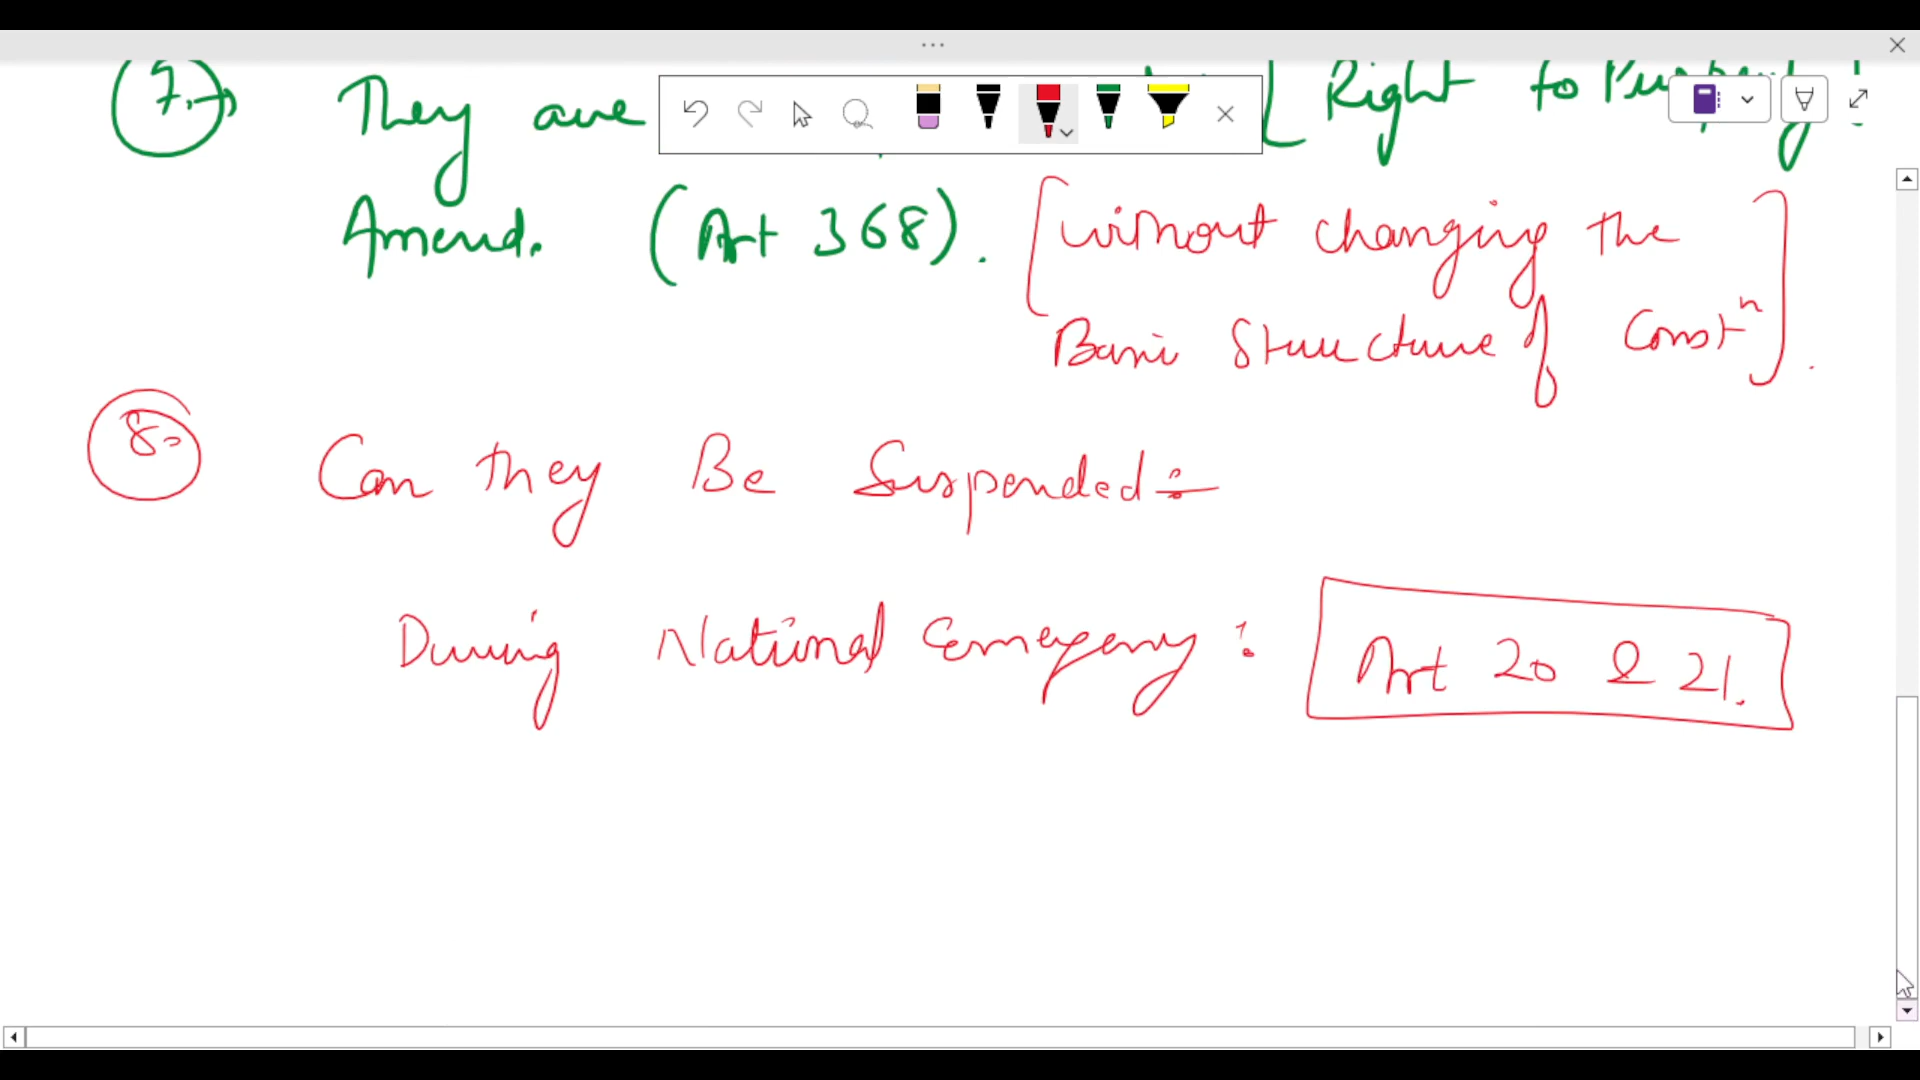 7. They are Right to Property!
Amend. (Art 368). [without changing the
Basic Structure of Constn].
8. Can they Be Suspended:-
During National Emergency: Art 20 & 21.